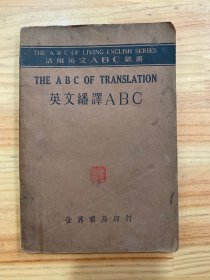 THE A B C OF LIVING ENGLISH SERIES
活用英文ABC叢書
THE A B C OF TRANSLATION
英文繙譯ABC
世界書局印行